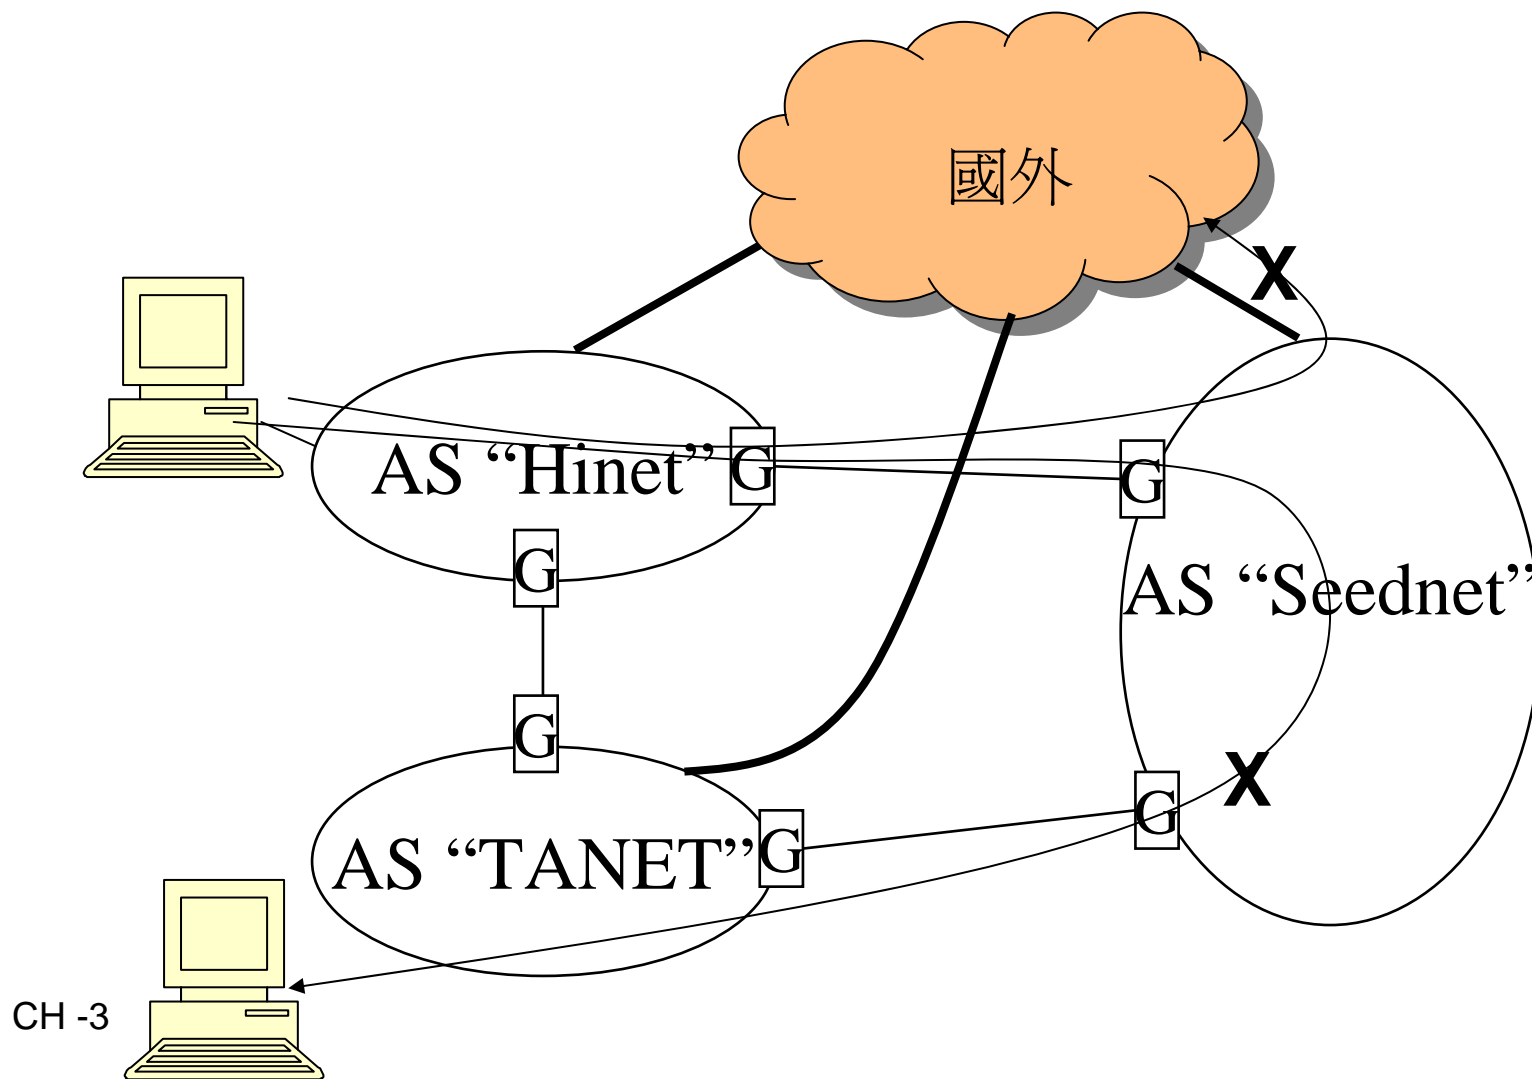 國外
X
AS “Hinet”
G
G
G
AS “Seednet”
G
X
G
AS “TANET”
G
CH -3